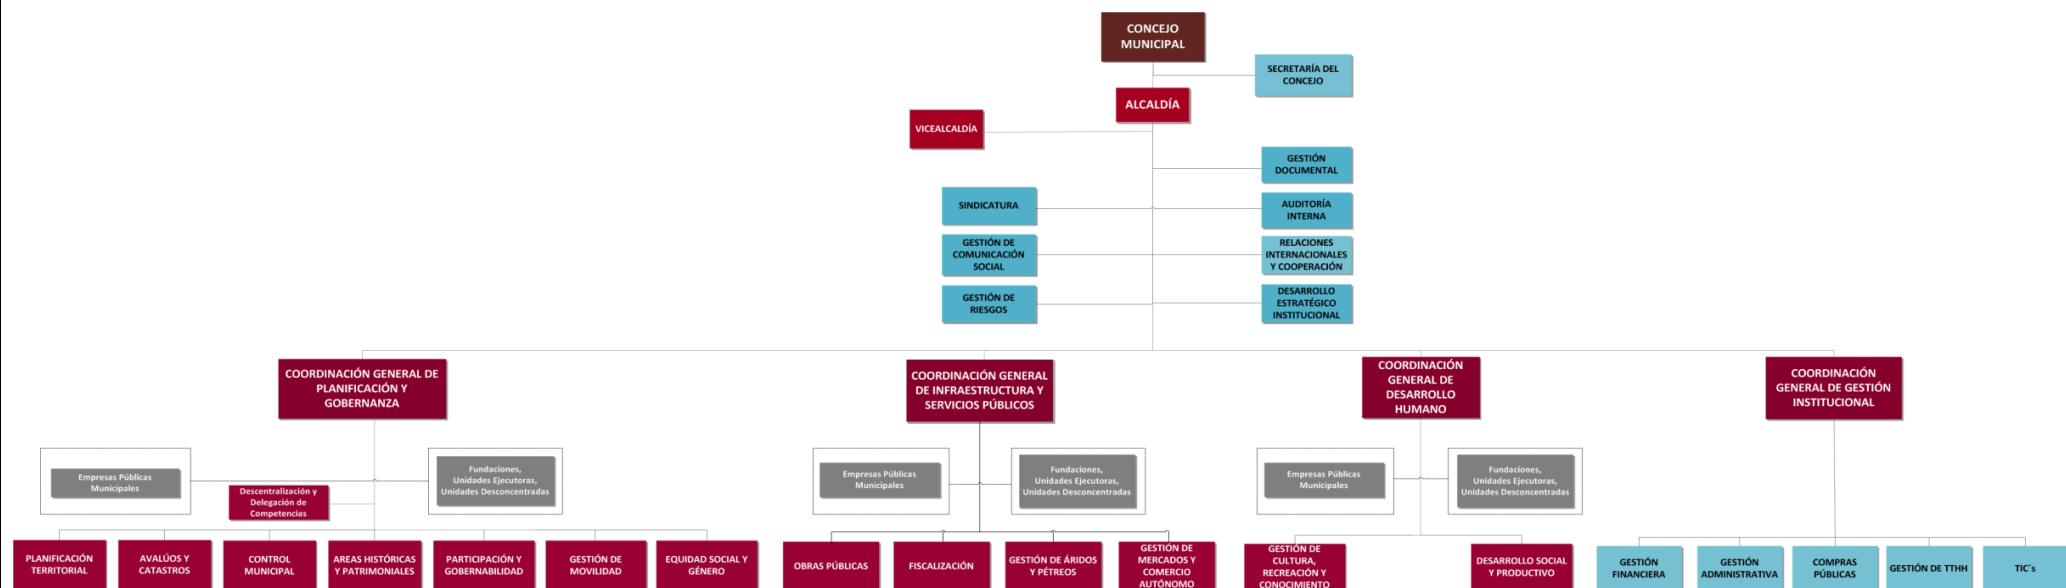 CONCEJO
MUNICIPAL
SECRETARÍA DEL
CONCEJO
ALCALDÍA
VICEALCALDÍA
GESTIÓN
DOCUMENTAL
SINDICATURA
AUDITORÍA
INTERNA
GESTIÓN DE
COMUNICACIÓN
SOCIAL
RELACIONES
INTERNACIONALES
Y COOPERACIÓN
GESTIÓN DE
RIESGOS
DESARROLLO
ESTRATÉGICO
INSTITUCIONAL
COORDINACIÓN GENERAL DE
PLANIFICACIÓN Y
GOBERNANZA
COORDINACIÓN GENERAL
DE INFRAESTRUCTURA Y
SERVICIOS PÚBLICOS
COORDINACIÓN
GENERAL DE
DESARROLLO
HUMANO
COORDINACIÓN
GENERAL DE GESTIÓN
INSTITUCIONAL
Empresas Públicas
Municipales
Fundaciones,
Unidades Ejecutoras,
Unidades Desconcentradas
Descentralización y
Delegación de
Competencias
Empresas Públicas
Municipales
Fundaciones,
Unidades Ejecutoras,
Unidades Desconcentradas
Empresas Públicas
Municipales
Fundaciones,
Unidades Ejecutoras,
Unidades Desconcentradas
PLANIFICACIÓN
TERRITORIAL
AVALÚOS Y
CATASTROS
CONTROL
MUNICIPAL
AREAS HISTÓRICAS
Y PATRIMONIALES
PARTICIPACIÓN Y
GOBERNABILIDAD
GESTIÓN DE
MOVILIDAD
EQUIDAD SOCIAL Y
GÉNERO
OBRAS PÚBLICAS
FISCALIZACIÓN
GESTIÓN DE ÁRIDOS
Y PÉTREOS
GESTIÓN DE
MERCADOS Y
COMERCIO
AUTÓNOMO
GESTIÓN DE
CULTURA,
RECREACIÓN Y
CONOCIMIENTO
DESARROLLO SOCIAL
Y PRODUCTIVO
GESTIÓN
FINANCIERA
GESTIÓN
ADMINISTRATIVA
COMPRAS
PÚBLICAS
GESTIÓN DE TTHH
TIC´s